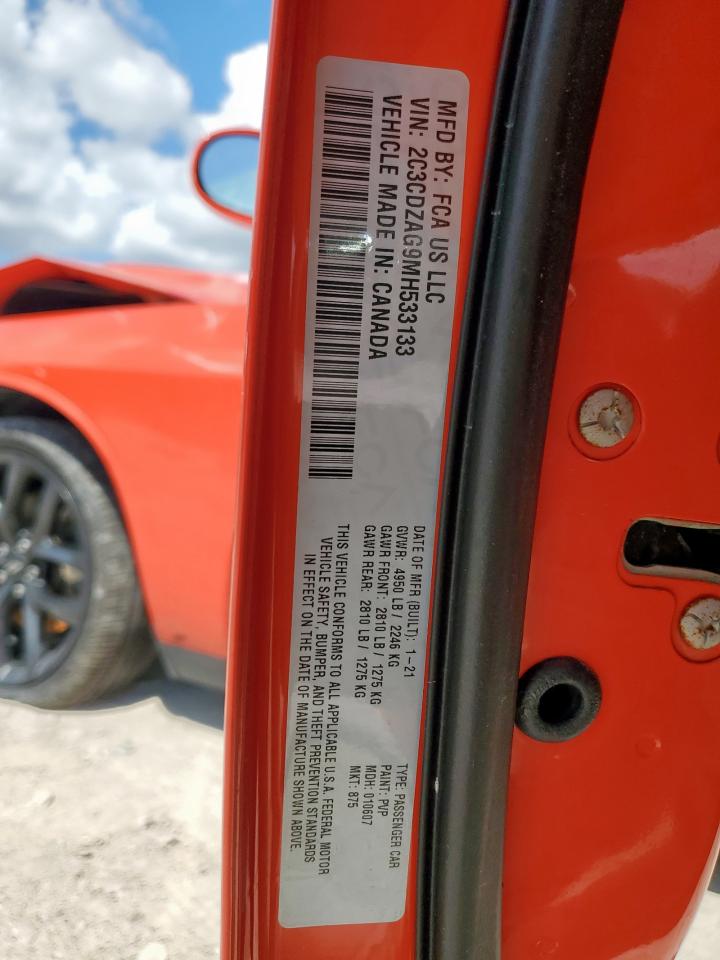 MFD BY: FCA US LLC
VIN: 2C3CDZAG9MH533133
VEHICLE MADE IN: CANADA
DATE OF MFR (BUILT): 1-21
GVWR: 4950 LB / 2246 KG
GAWR FRONT: 2810 LB / 1275 KG
GAWR REAR: 2810 LB / 1275 KG
TYPE: PASSENGER CAR
PAINT: PVP
MDH: 010607
MKT: 875
THIS VEHICLE CONFORMS TO ALL APPLICABLE U.S.A. FEDERAL MOTOR
VEHICLE SAFETY, BUMPER, AND THEFT PREVENTION STANDARDS
IN EFFECT ON THE DATE OF MANUFACTURE SHOWN ABOVE.